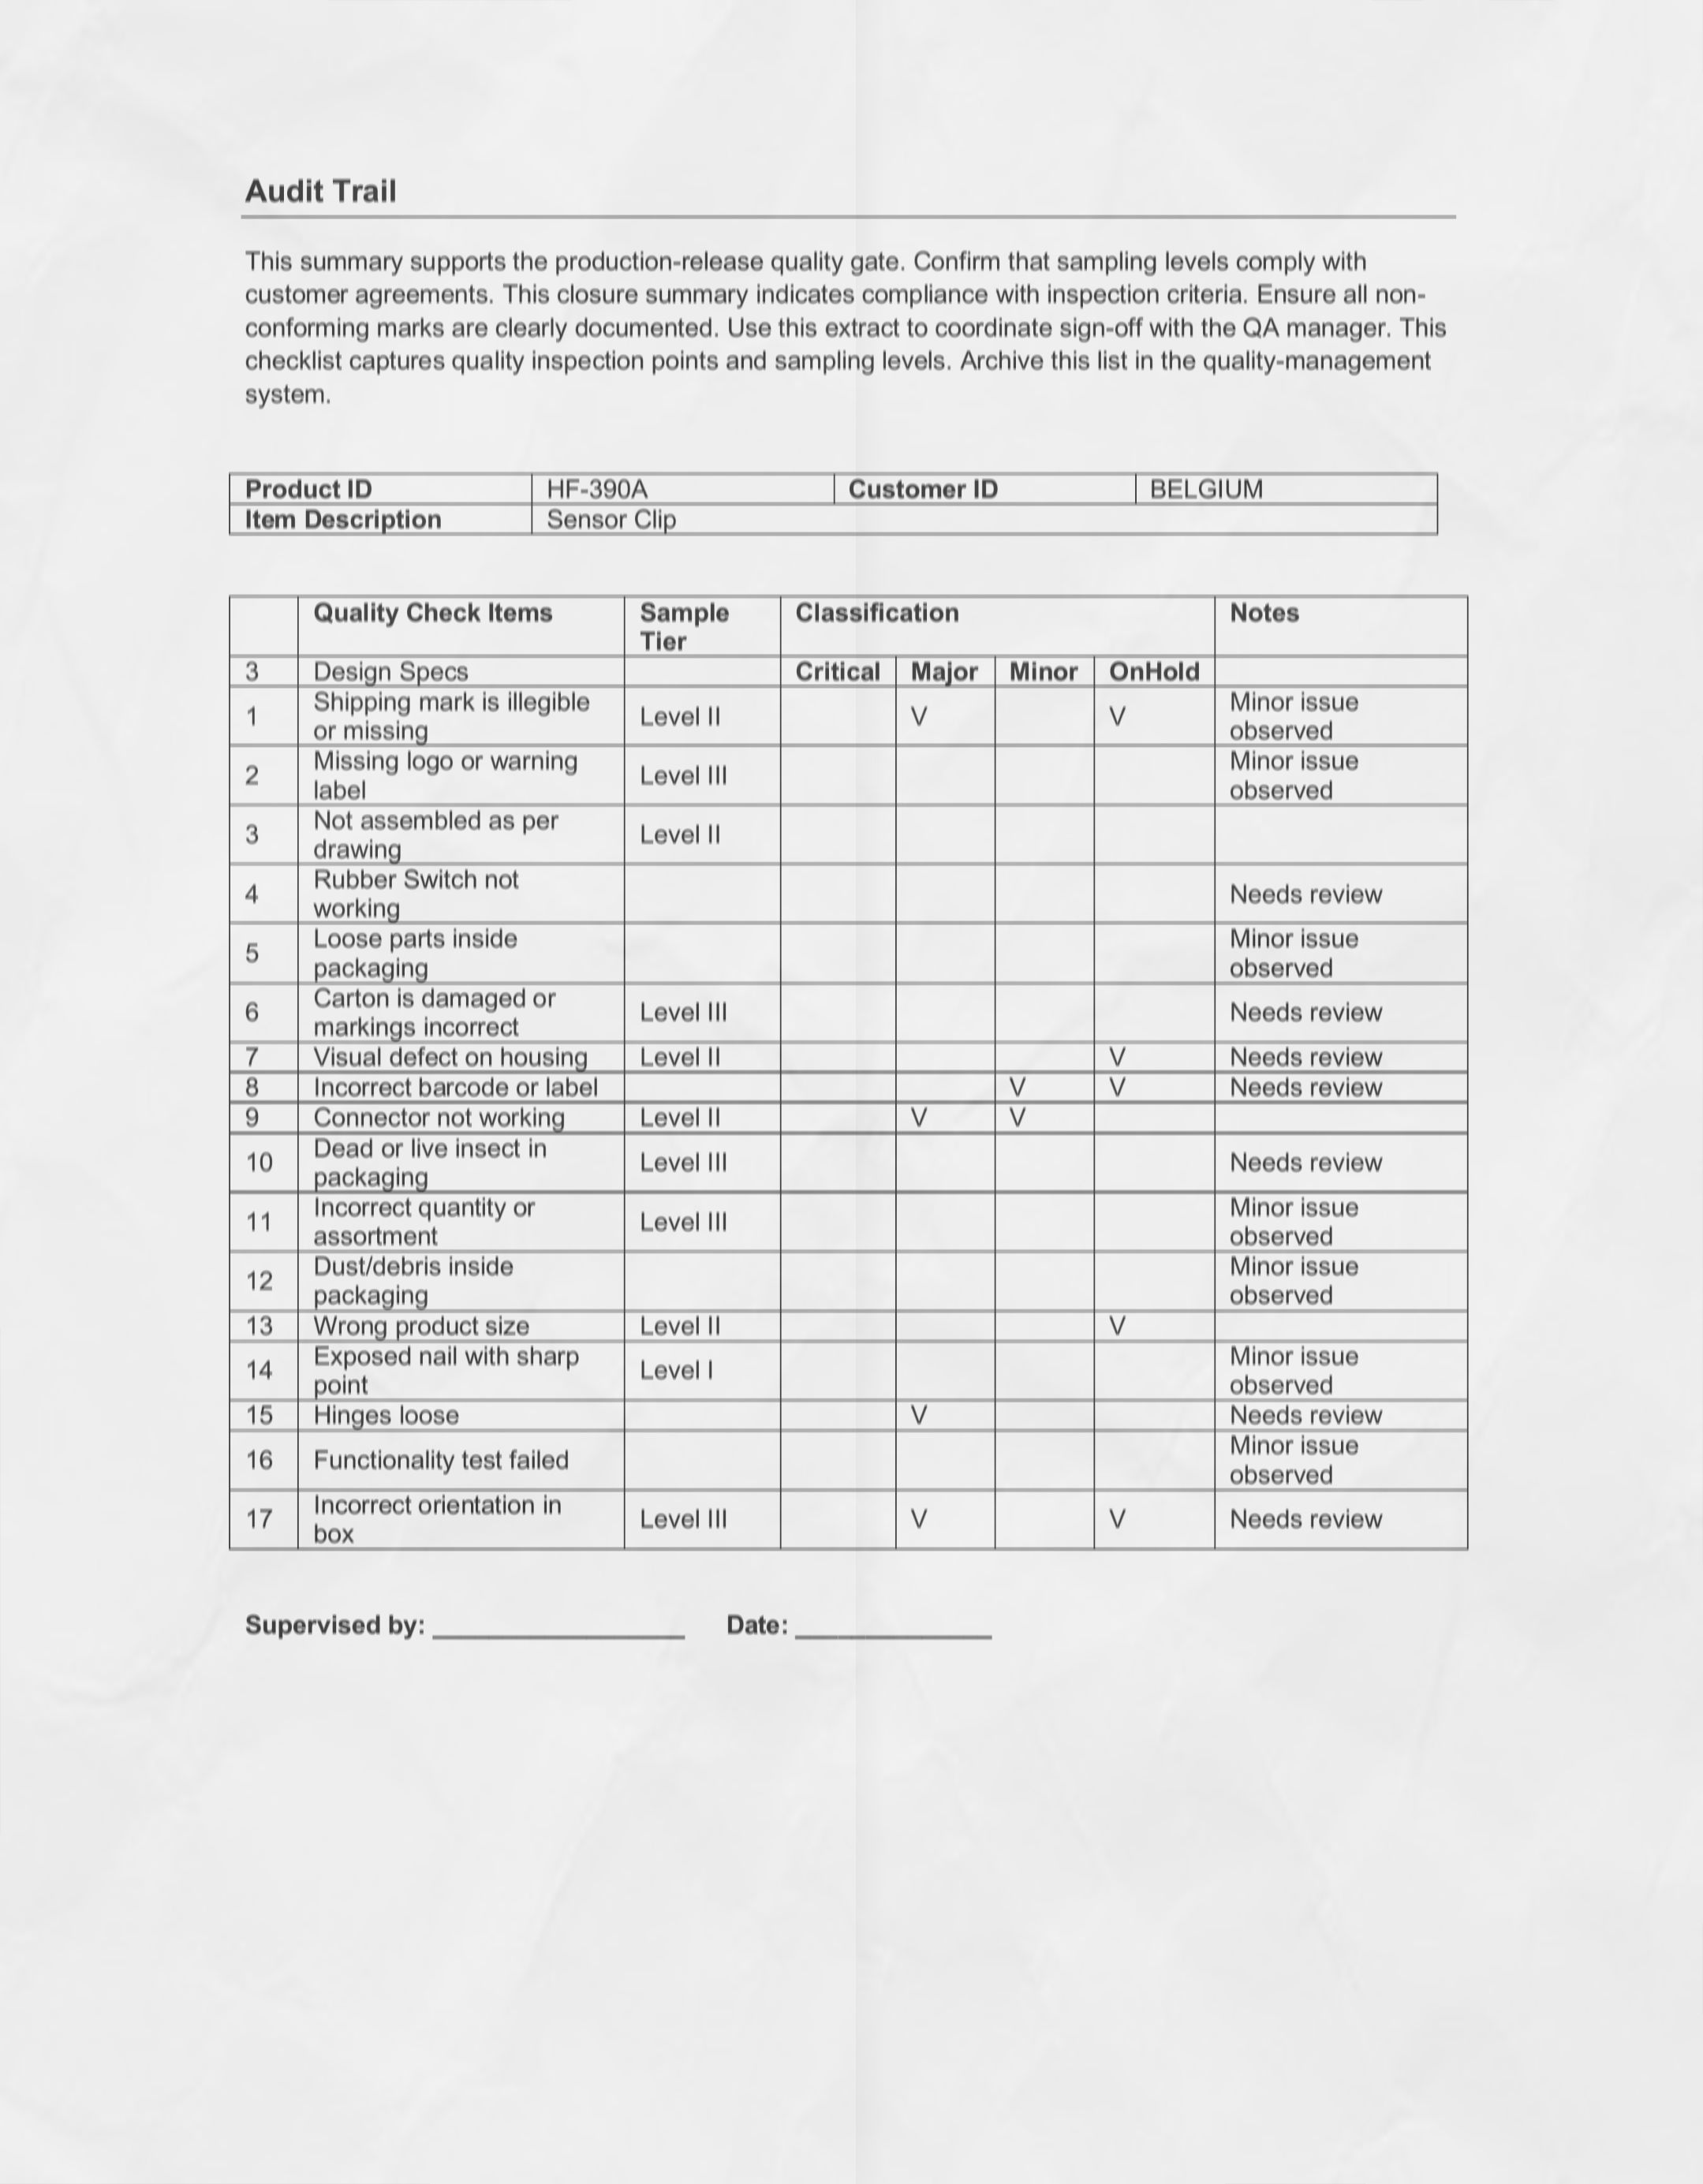 Audit Trail
This summary supports the production-release quality gate. Confirm that sampling levels comply with
customer agreements. This closure summary indicates compliance with inspection criteria. Ensure all non-
conforming marks are clearly documented. Use this extract to coordinate sign-off with the QA manager. This
checklist captures quality inspection points and sampling levels. Archive this list in the quality-management
system.
Product ID HF-390A Customer ID BELGIUM
Item Description Sensor Clip
Quality Check Items Sample Tier Classification Notes
3 Design Specs Critical Major Minor OnHold
1 Shipping mark is illegible or missing Level II V V Minor issue observed
2 Missing logo or warning label Level III Minor issue observed
3 Not assembled as per drawing Level II
4 Rubber Switch not working Needs review
5 Loose parts inside packaging Minor issue observed
6 Carton is damaged or markings incorrect Level III Needs review
7 Visual defect on housing Level II V Needs review
8 Incorrect barcode or label V V Needs review
9 Connector not working Level II V V
10 Dead or live insect in packaging Level III Needs review
11 Incorrect quantity or assortment Level III Minor issue observed
12 Dust/debris inside packaging Minor issue observed
13 Wrong product size Level II V
14 Exposed nail with sharp point Level I Minor issue observed
15 Hinges loose V Needs review
16 Functionality test failed Minor issue observed
17 Incorrect orientation in box Level III V V Needs review
Supervised by: __________________ Date: ______________